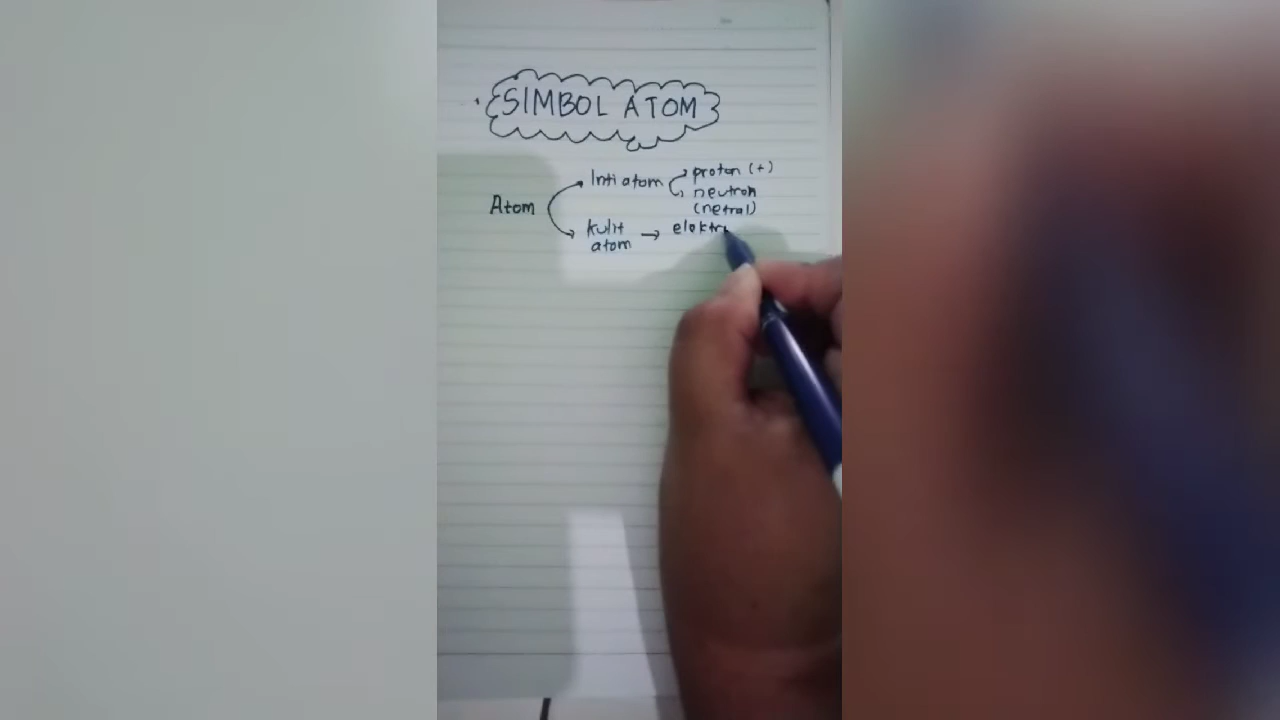 SIMBOL ATOM
Atom
Inti atom
proton (+)
neutron
(netral)
kulit
atom
elektr